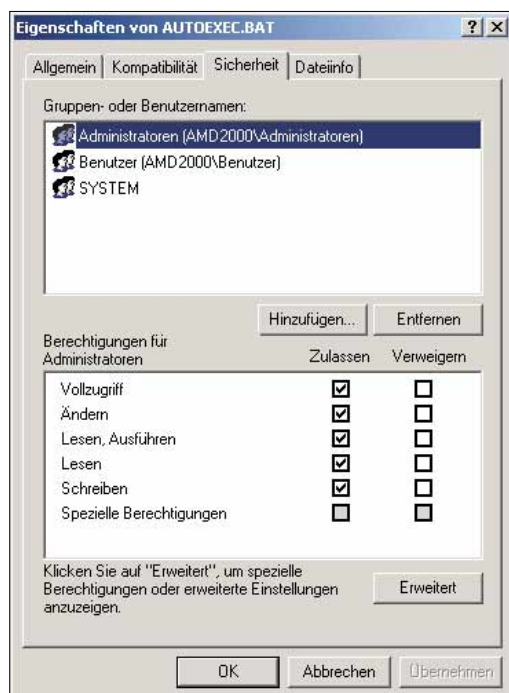 Eigenschaften von AUTOEXEC.BAT
Allgemein Kompatibilität Sicherheit Dateiinfo
Gruppen- oder Benutzernamen:
Administratoren (AMD2000\Administratoren)
Benutzer (AMD2000\Benutzer)
SYSTEM
Hinzufügen... Entfernen
Berechtigungen für
Administratoren Zulassen Verweigern
Vollzugriff
Ändern
Lesen, Ausführen
Lesen
Schreiben
Spezielle Berechtigungen
Klicken Sie auf "Erweitert", um spezielle
Berechtigungen oder erweiterte Einstellungen
anzuzeigen.
Erweitert
OK Abbrechen Übernehmen